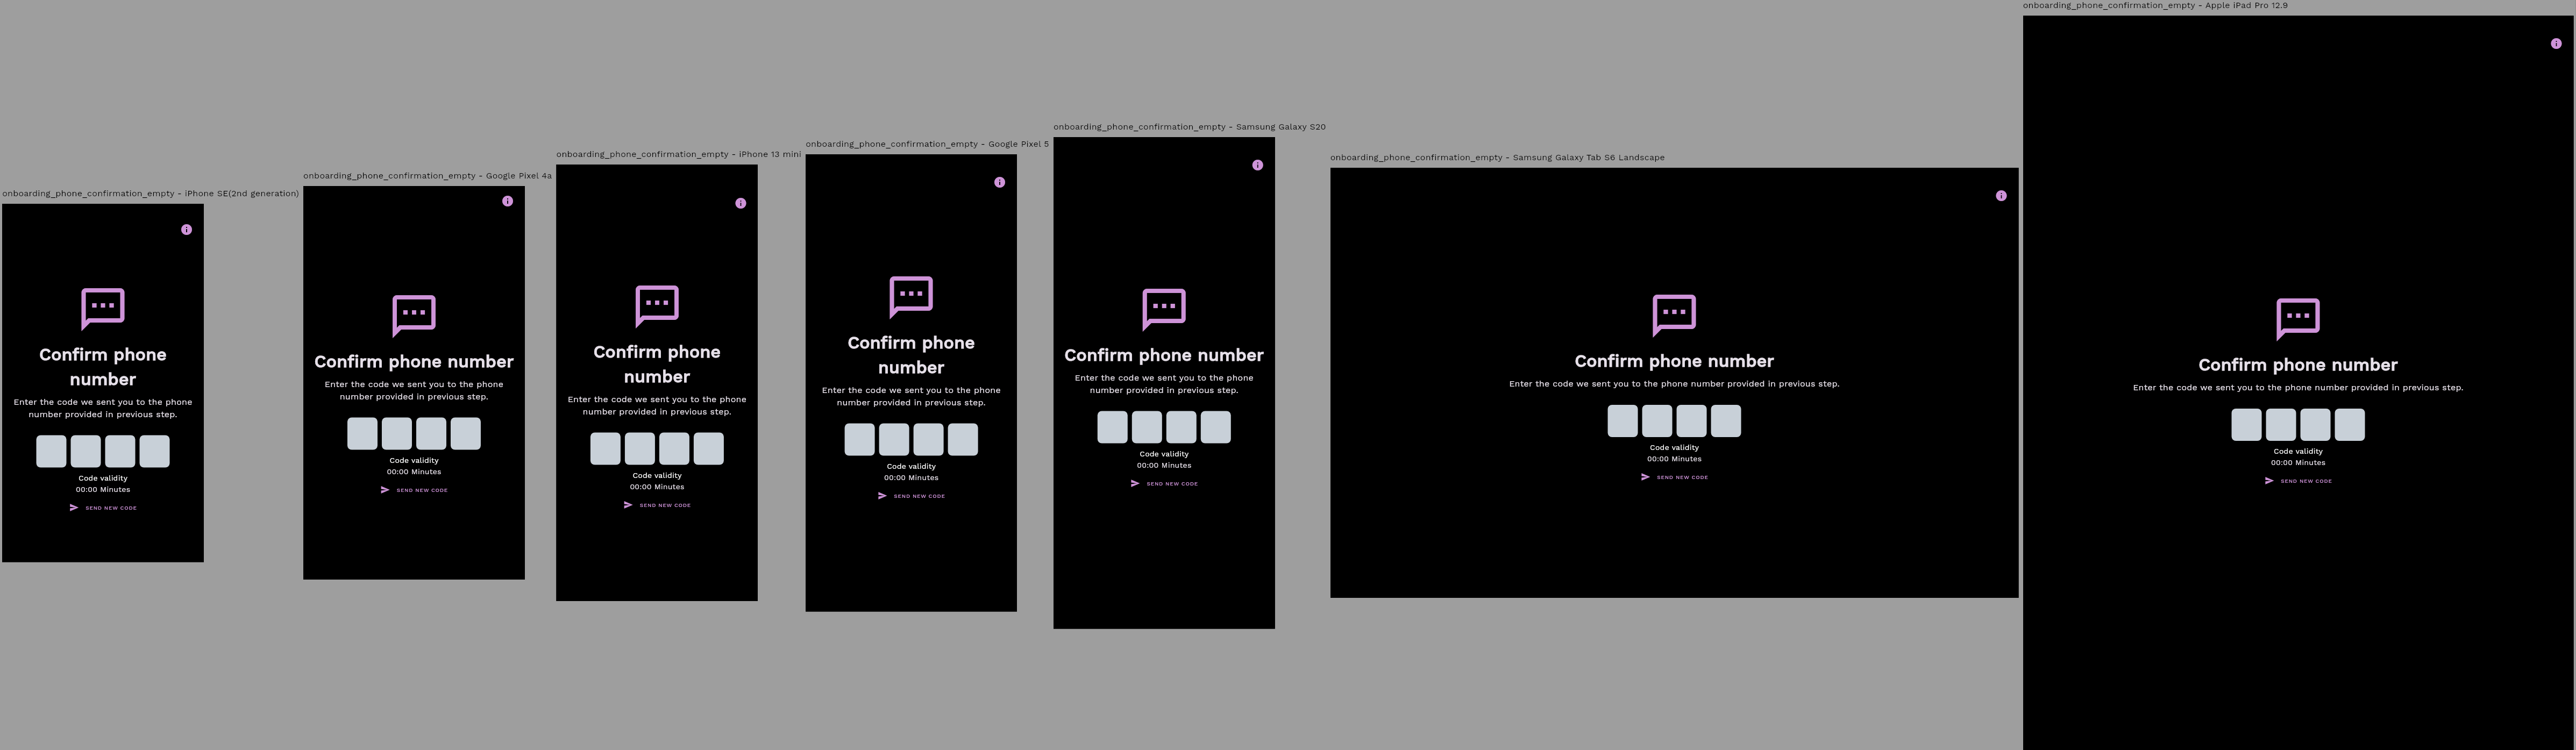 onboarding_phone_confirmation_empty - iPhone SE(2nd generation)
Confirm phone
number
Enter the code we sent you to the phone
number provided in previous step.
Code validity
00:00 Minutes
SEND NEW CODE
onboarding_phone_confirmation_empty - Google Pixel 4a
Confirm phone number
Enter the code we sent you to the phone
number provided in previous step.
Code validity
00:00 Minutes
SEND NEW CODE
onboarding_phone_confirmation_empty - iPhone 13 mini
Confirm phone
number
Enter the code we sent you to the phone
number provided in previous step.
Code validity
00:00 Minutes
SEND NEW CODE
onboarding_phone_confirmation_empty - Google Pixel 5
Confirm phone
number
Enter the code we sent you to the phone
number provided in previous step.
Code validity
00:00 Minutes
SEND NEW CODE
onboarding_phone_confirmation_empty - Samsung Galaxy S20
Confirm phone number
Enter the code we sent you to the phone
number provided in previous step.
Code validity
00:00 Minutes
SEND NEW CODE
onboarding_phone_confirmation_empty - Samsung Galaxy Tab S6 Landscape
Confirm phone number
Enter the code we sent you to the phone number provided in previous step.
Code validity
00:00 Minutes
SEND NEW CODE
onboarding_phone_confirmation_empty - Apple iPad Pro 12.9
Confirm phone number
Enter the code we sent you to the phone number provided in previous step.
Code validity
00:00 Minutes
SEND NEW CODE